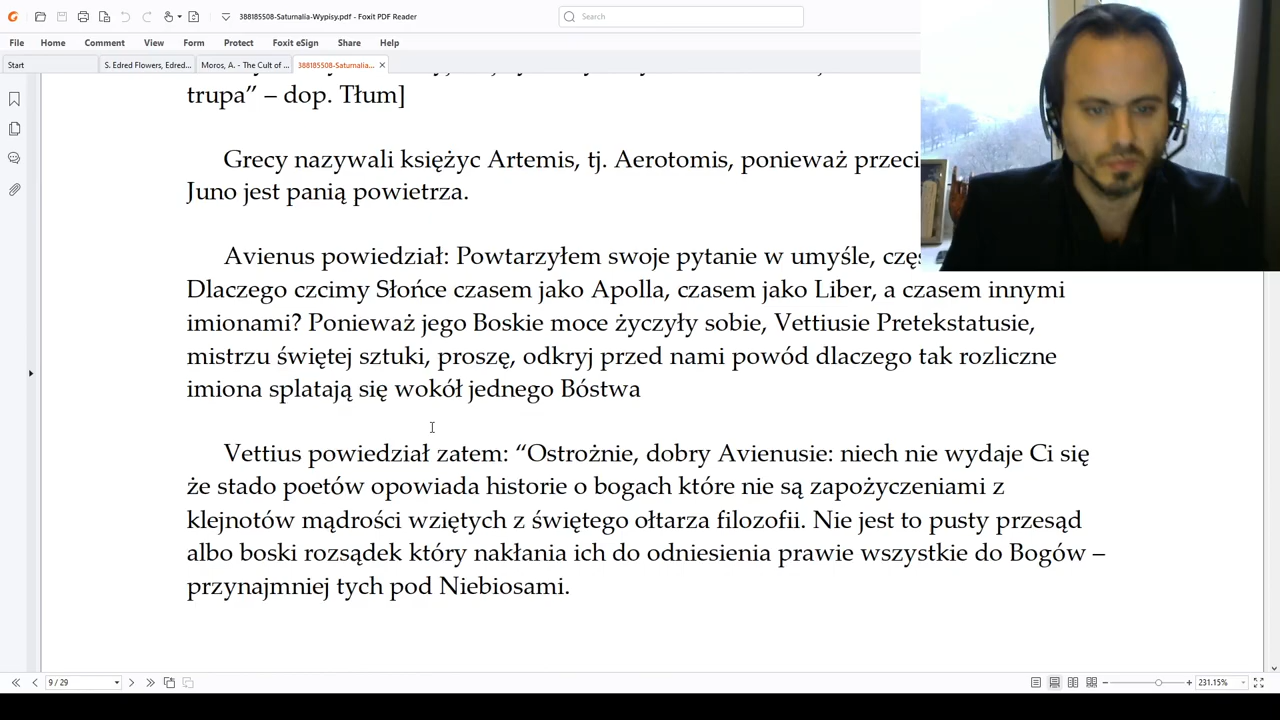 388185508-Saturnalia-Wypisy.pdf - Foxit PDF Reader
Search
File Home Comment View Form Protect Foxit eSign Share Help
Start
S. Edred Flowers, Edred...
Moros, A. - The Cult of ...
388185508-Saturnalia...
trupa” – dop. Tłum]
Grecy nazywali księżyc Artemis, tj. Aerotomis, ponieważ przeci
Juno jest panią powietrza.
Avienus powiedział: Powtarzyłem swoje pytanie w umyśle, częs
Dlaczego czcimy Słońce czasem jako Apolla, czasem jako Liber, a czasem innymi
imionami? Ponieważ jego Boskie moce życzyły sobie, Vettiusie Pretekstatusie,
mistrzu świętej sztuki, proszę, odkryj przed nami powód dlaczego tak rozliczne
imiona splatają się wokół jednego Bóstwa
Vettius powiedział zatem: “Ostrożnie, dobry Avienusie: niech nie wydaje Ci się
że stado poetów opowiada historie o bogach które nie są zapożyczeniami z
klejnotów mądrości wziętych z świętego ołtarza filozofii. Nie jest to pusty przesąd
albo boski rozsądek który nakłania ich do odniesienia prawie wszystkie do Bogów –
przynajmniej tych pod Niebiosami.
9 / 29
231.15%